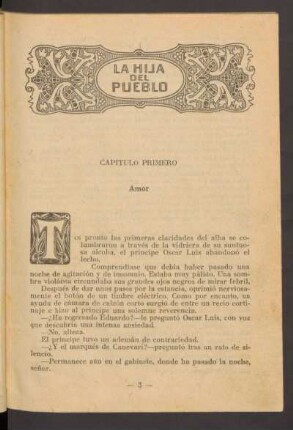 LA HIJA
DEL
PUEBLO
CAPITULO PRIMERO
Amor
TAN pronto las primeras claridades del alba se co-
lumbraron a través de la vidriera de su suntuo-
sa alcoba, el príncipe Oscar Luis abandonó el
lecho.
Comprendíase que debía haber pasado una
noche de agitación y de insomnio. Estaba muy pálido. Una som-
bra violácea circundaba sus grandes ojos negros de mirar febril.
Después de dar unos pasos por la estancia, oprimió nerviosa-
mente el botón de un timbre eléctrico. Como por encanto, un
ayuda de cámara de calzón corto surgió de entre un recio corti-
naje e hizo al príncipe una solemne reverencia.
—¿Ha regresado Eduardo?—le preguntó Oscar Luis, con voz
que descubría una intensa ansiedad.
—No, alteza.
El príncipe tuvo un ademán de contrariedad.
—¿Y el marqués de Canevari?—preguntó tras un rato de si-
lencio.
—Permanece aún en el gabinete, donde ha pasado la noche,
señor.
— 3 —